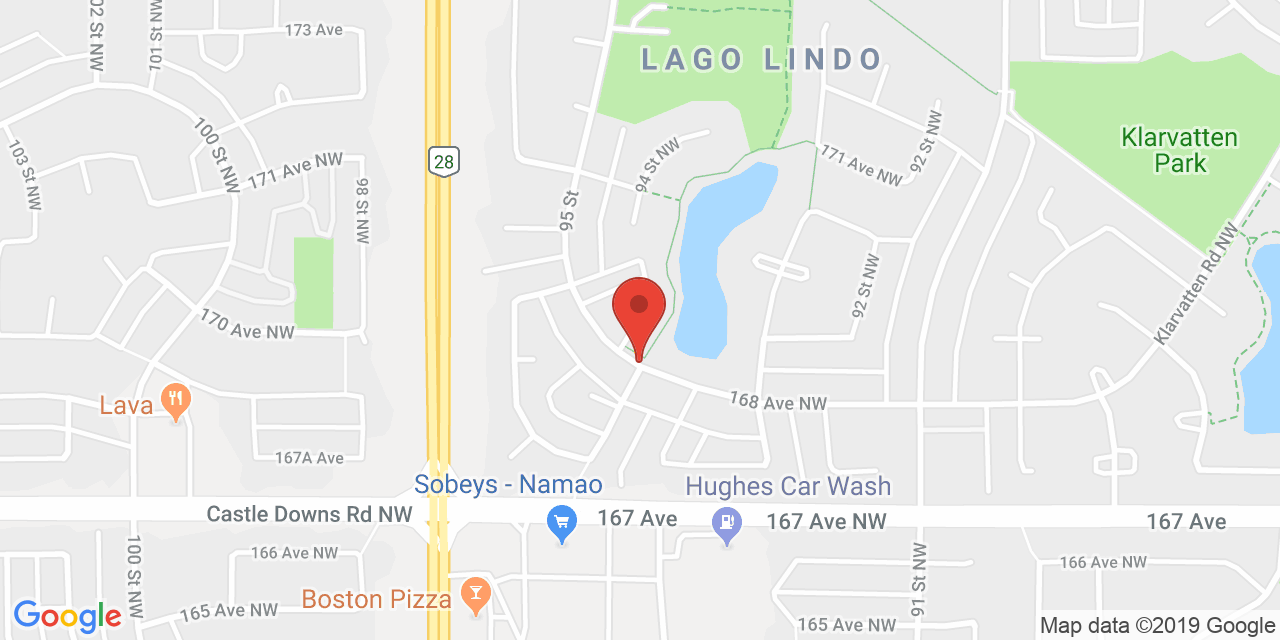 102 St NW
101 St NW
173 Ave
LAGO LINDO
103 St NW
100 St NW
171 Ave NW
98 St NW
28
95 St
94 St NW
171 Ave NW
92 St NW
Klarvatten
Park
92 St NW
Klarvatten Rd NW
170 Ave NW
Lava
168 Ave NW
167A Ave
Sobeys - Namao
Hughes Car Wash
Castle Downs Rd NW
167 Ave
167 Ave NW
167 Ave
100 St NW
166 Ave NW
91 St NW
166 Ave NW
Boston Pizza
165 Ave NW
165 Ave NW
Google
Map data ©2019 Google